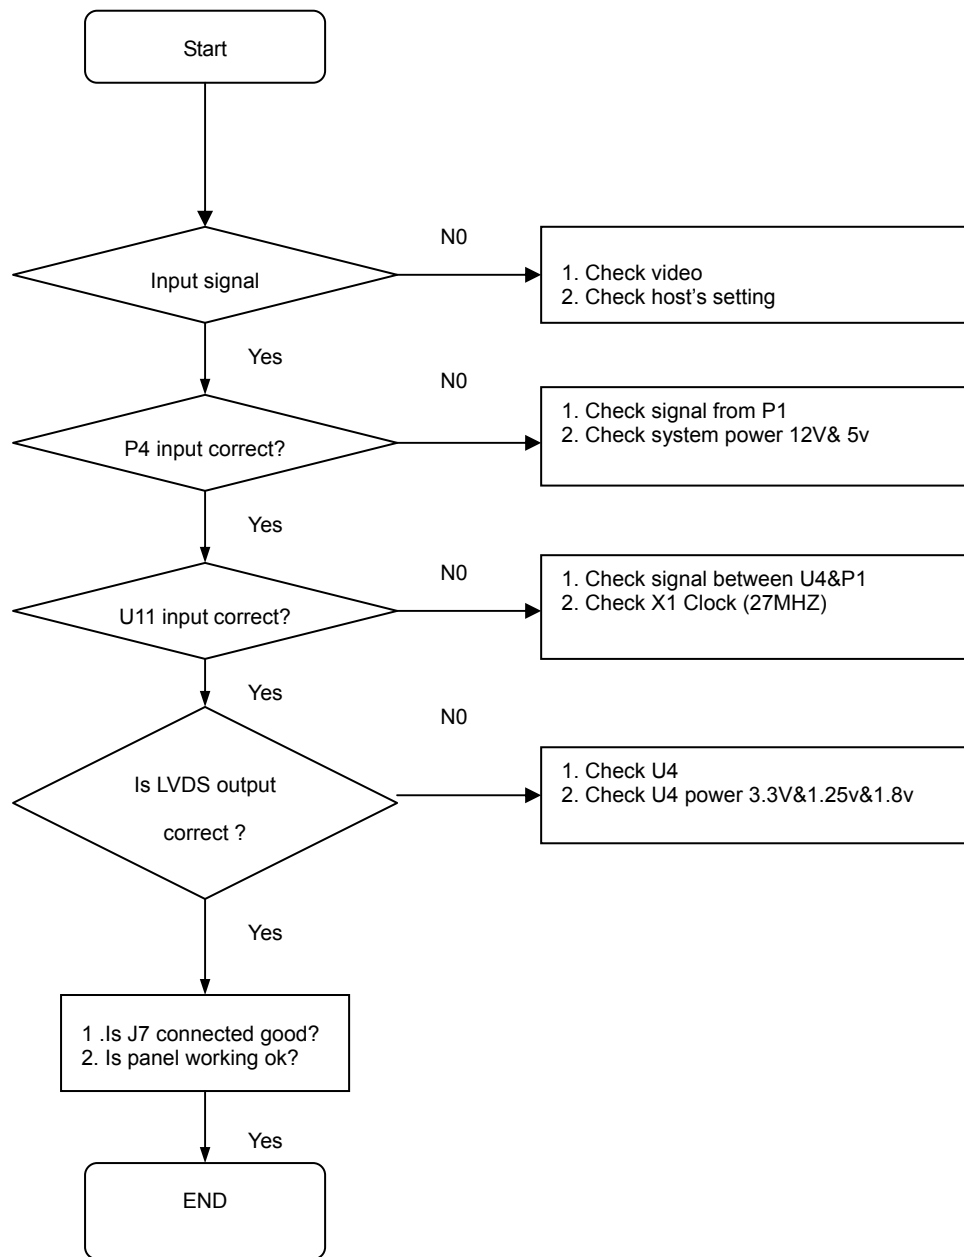 Start
N0
Input signal
1. Check video
2. Check host’s setting
Yes
N0
P4 input correct?
1. Check signal from P1
2. Check system power 12V& 5v
Yes
N0
U11 input correct?
1. Check signal between U4&P1
2. Check X1 Clock (27MHZ)
Yes
N0
Is LVDS output
correct ?
1. Check U4
2. Check U4 power 3.3V&1.25v&1.8v
Yes
1 .Is J7 connected good?
2. Is panel working ok?
Yes
END